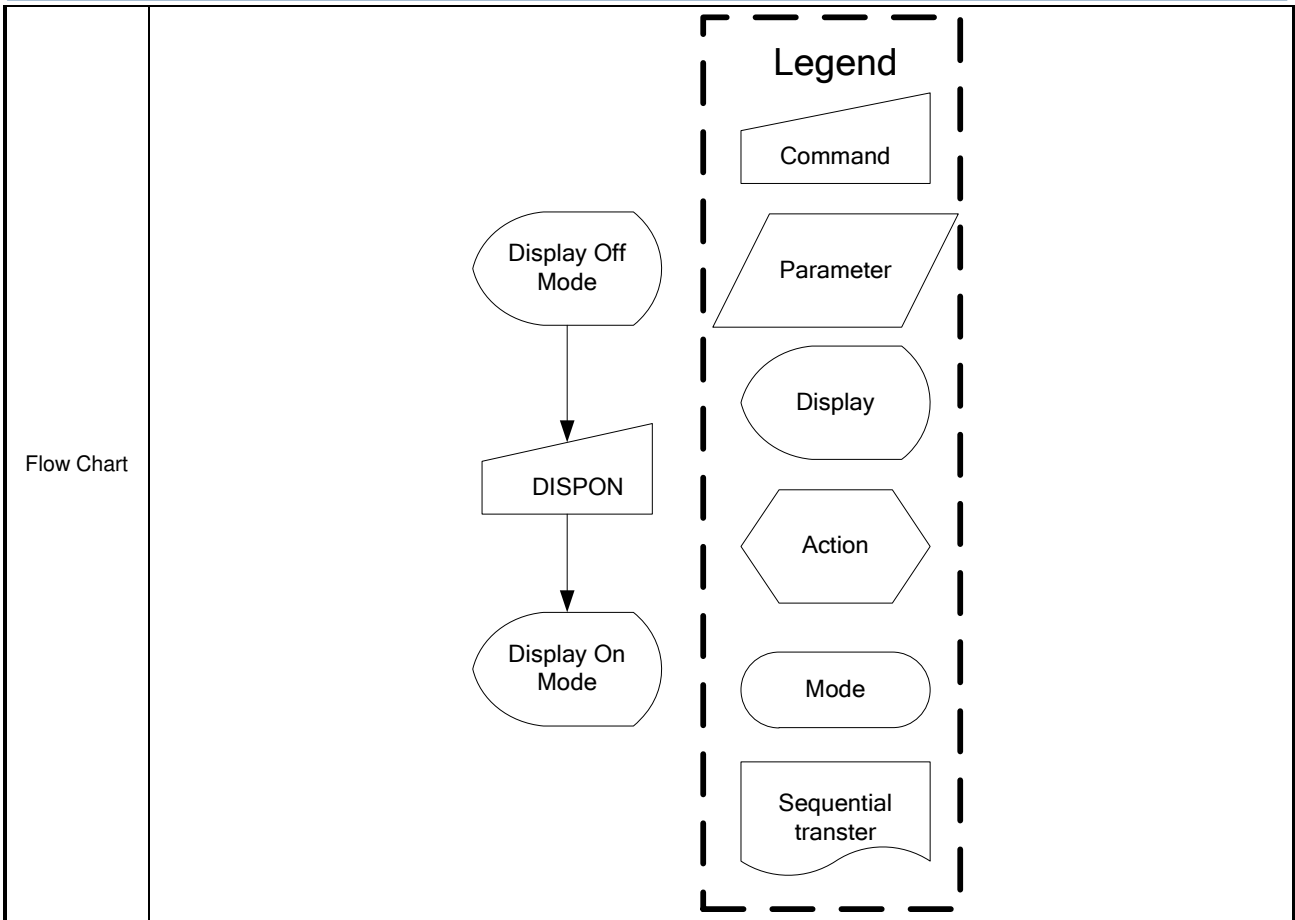 Flow Chart
Display Off
Mode
DISPON
Display On
Mode
Legend
Command
Parameter
Display
Action
Mode
Sequential
transter